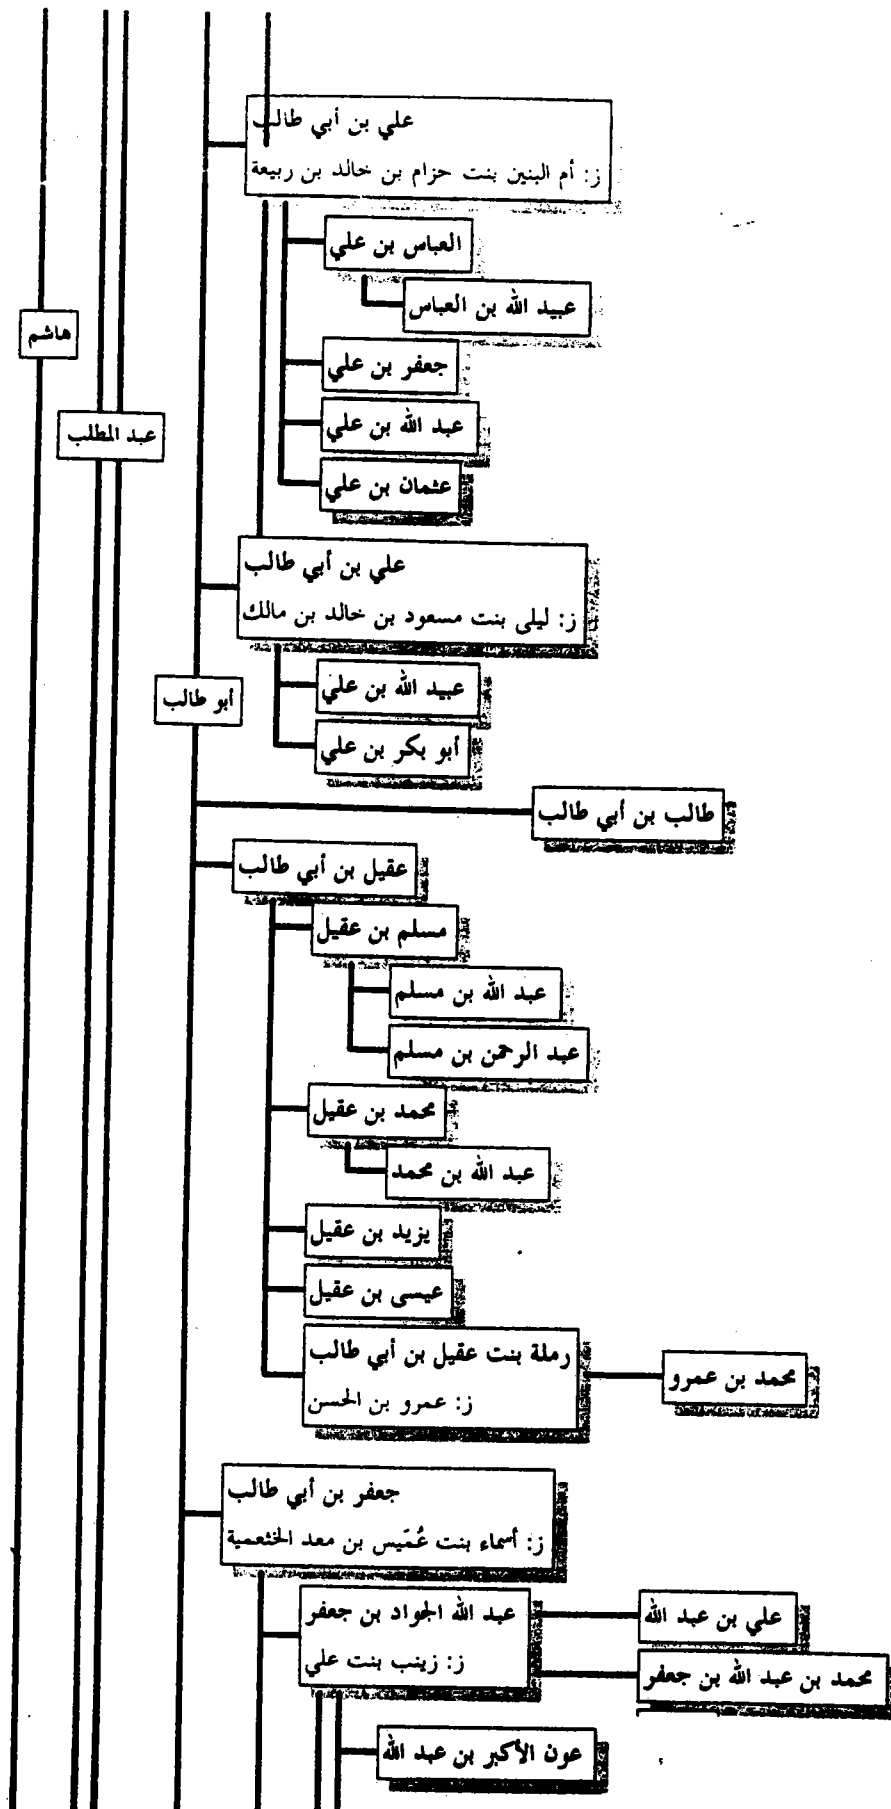 علي بن أبي طالب
ز: أم البنين بنت حزام بن خالد بن ربيعة
العباس بن علي
عبيد الله بن العباس
هاشم
جعفر بن علي
عبد الله بن علي
عبد المطلب
عثمان بن علي
علي بن أبي طالب
ز: ليلى بنت مسعود بن خالد بن مالك
عبيد الله بن علي
أبو طالب
أبو بكر بن علي
طالب بن أبي طالب
عقيل بن أبي طالب
مسلم بن عقيل
عبد الله بن مسلم
عبد الرحمن بن مسلم
محمد بن عقيل
عبد الله بن محمد
يزيد بن عقيل
عيسى بن عقيل
رملة بنت عقيل بن أبي طالب
ز: عمرو بن الحسن
محمد بن عمرو
جعفر بن أبي طالب
ز: أسماء بنت عُمَيس بن معد الخثعمية
عبد الله الجواد بن جعفر
ز: زينب بنت علي
علي بن عبد الله
محمد بن عبد الله بن جعفر
عون الأكبر بن عبد الله